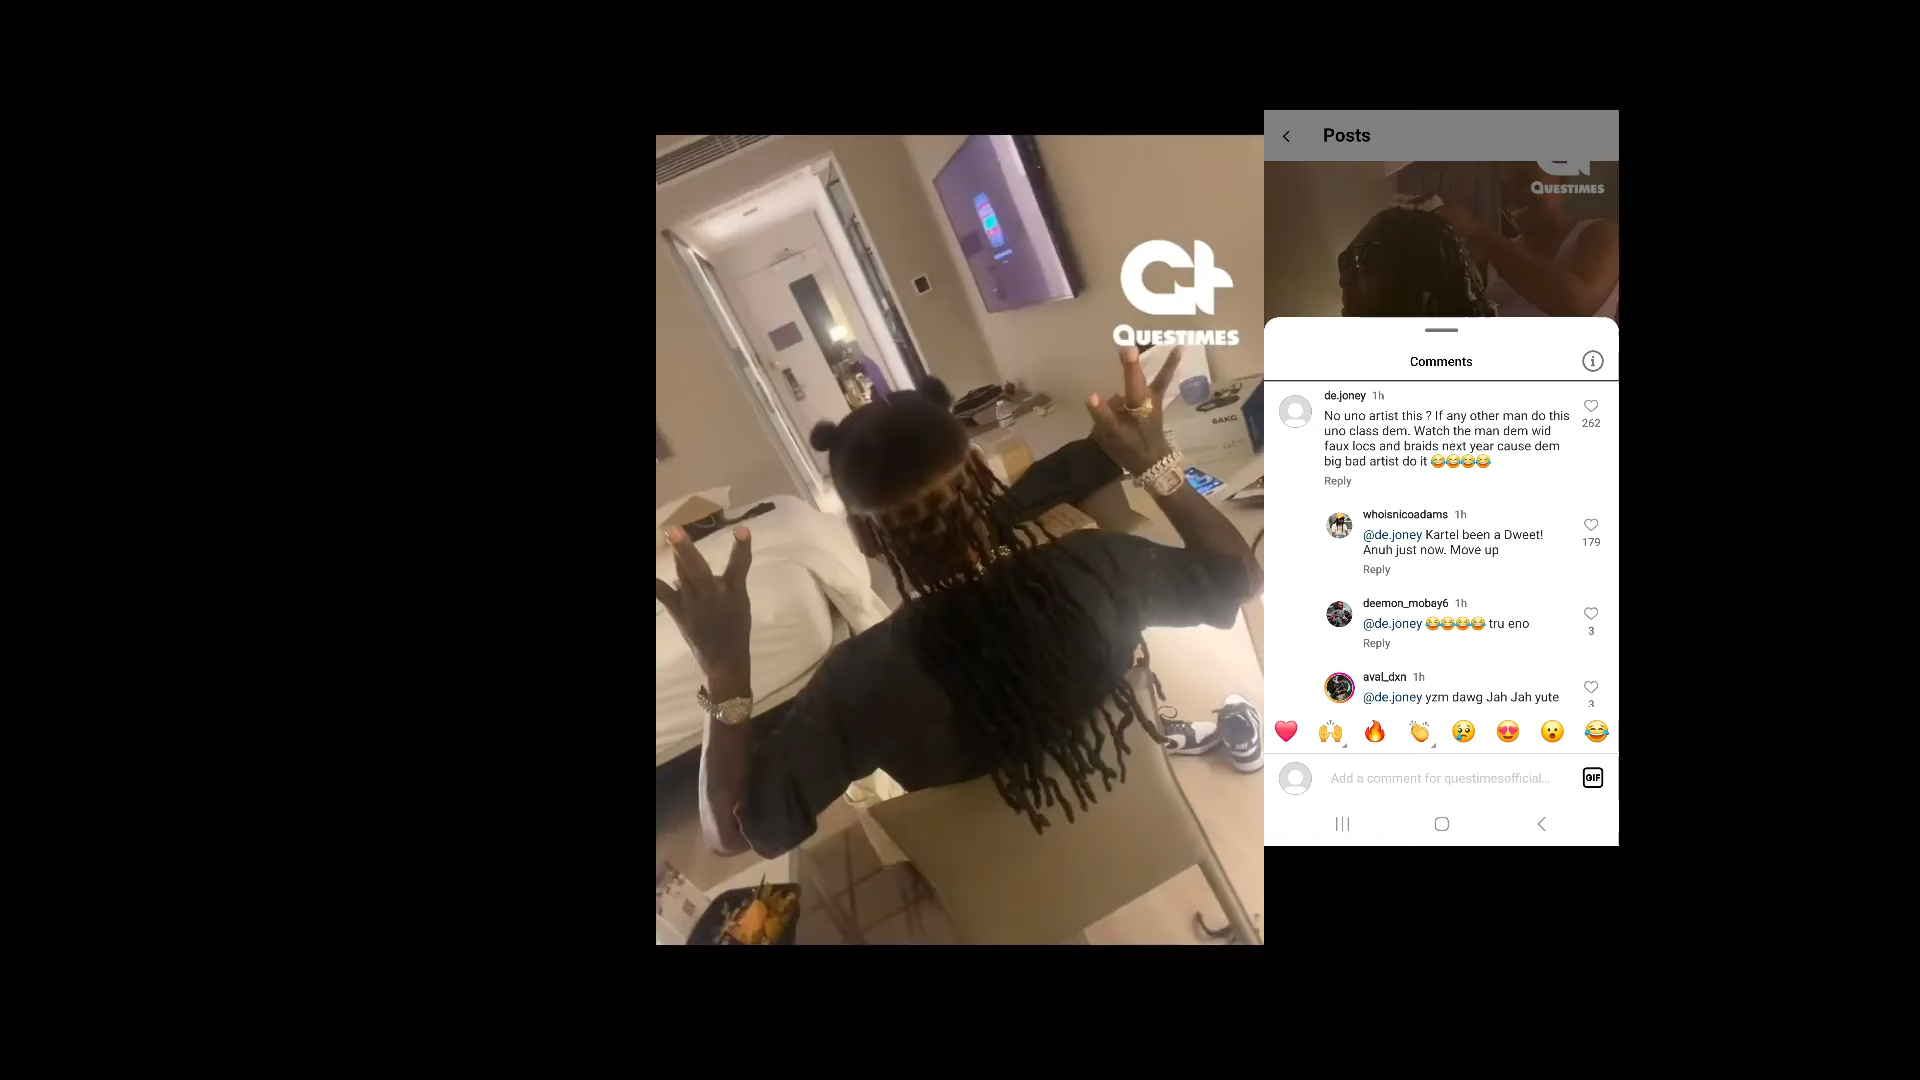 QUESTIMES
AKG
Posts
QUESTIMES
Comments
de.joney 1h
No uno artist this ? If any other man do this
uno class dem. Watch the man dem wid
faux locs and braids next year cause dem
big bad artist do it 😂😂😂😂
262
Reply
whoisnicoadams 1h
@de.joney Kartel been a Dweet!
Anuh just now. Move up
179
Reply
deemon_mobay6 1h
@de.joney 😂😂😂😂 tru eno
3
Reply
aval_dxn 1h
@de.joney yzm dawg Jah Jah yute
3
Add a comment for questimesofficial...
GIF